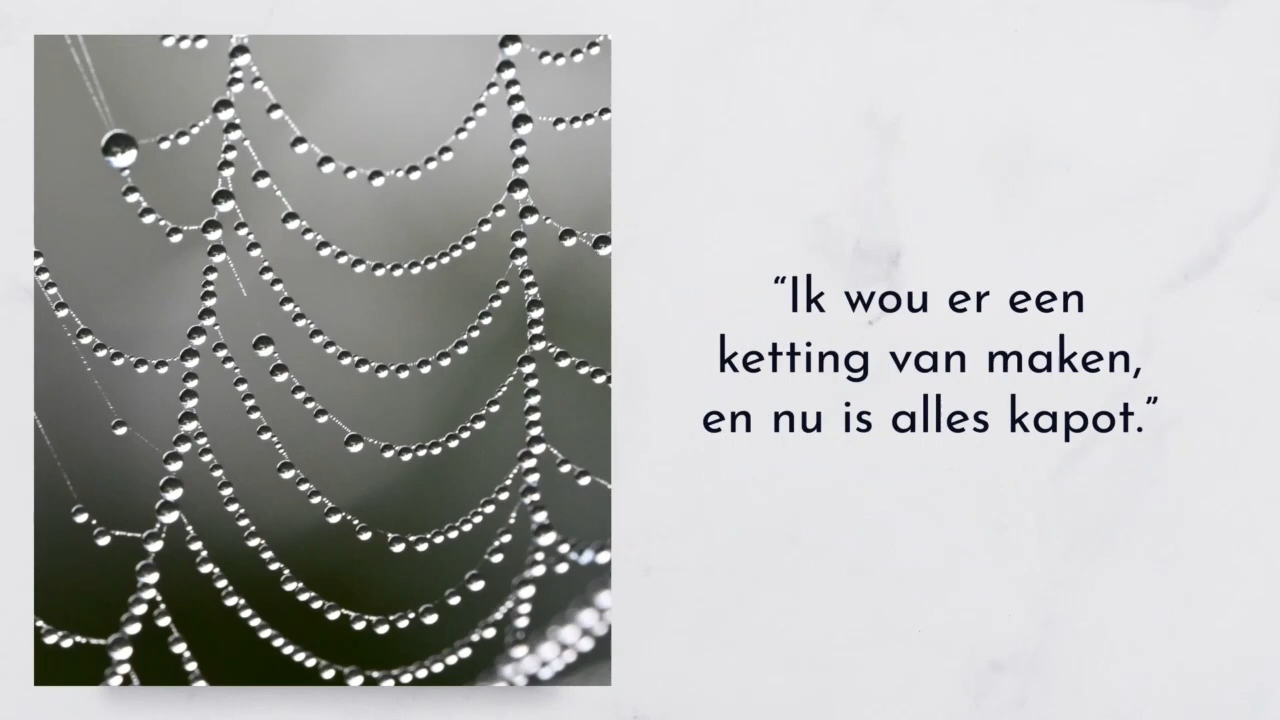 “Ik wou er een
ketting van maken,
en nu is alles kapot.”